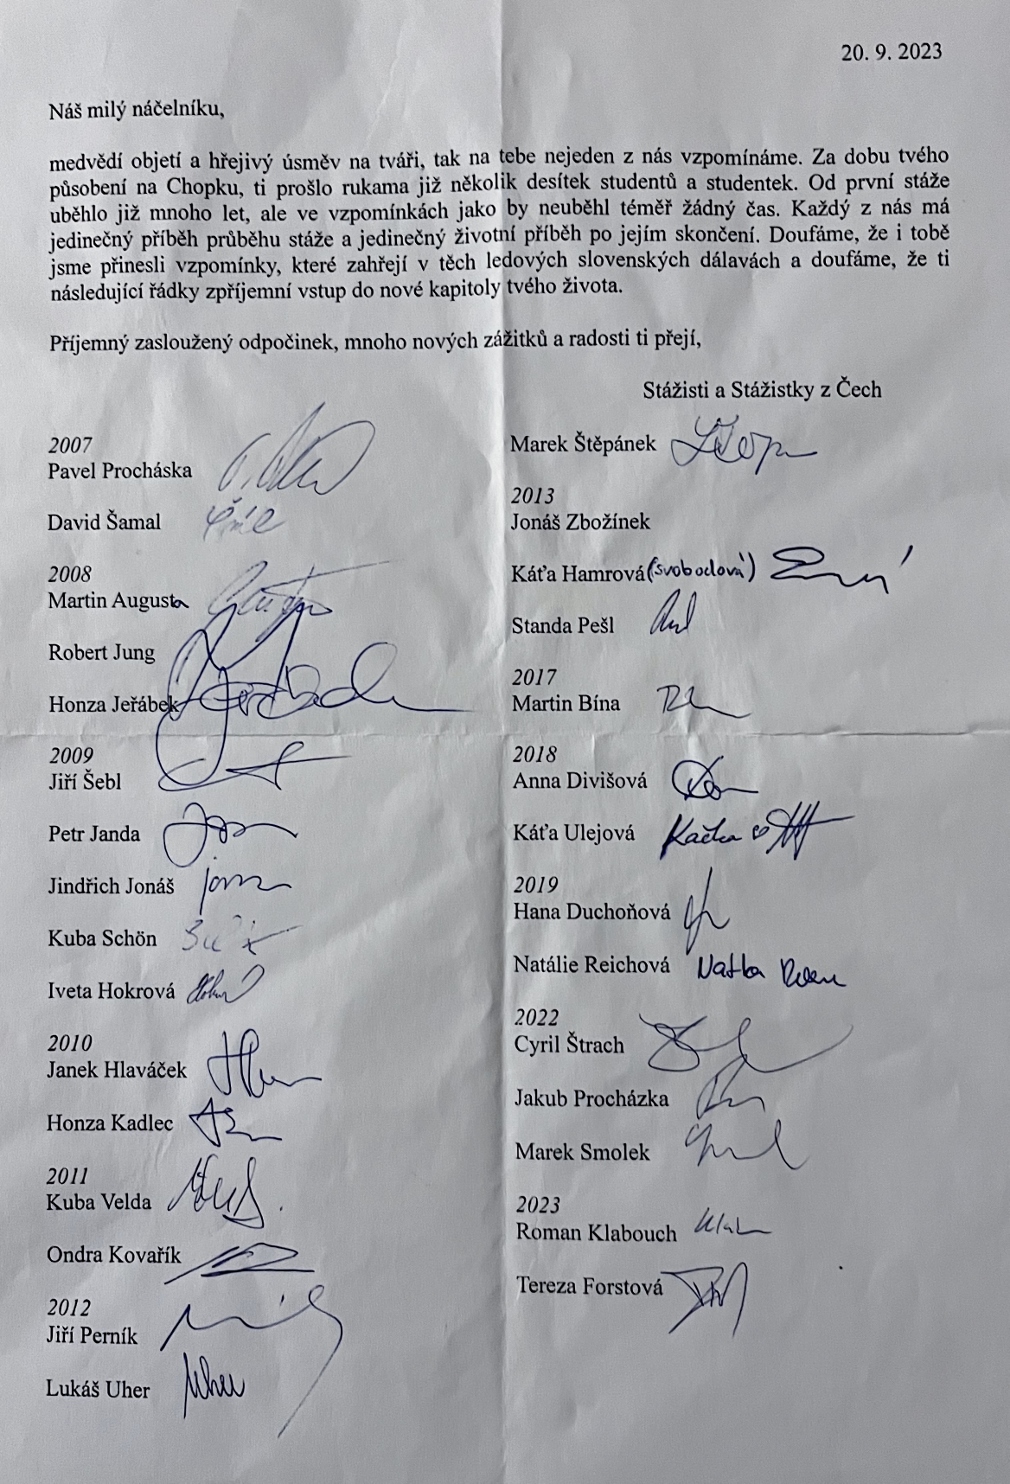 20. 9. 2023
Náš milý náčelníku,
medvědí objetí a hřejivý úsměv na tváři, tak na tebe nejeden z nás vzpomínáme. Za dobu tvého
působení na Chopku, ti prošlo rukama již několik desítek studentů a studentek. Od první stáže
uběhlo již mnoho let, ale ve vzpomínkách jako by neuběhl téměř žádný čas. Každý z nás má
jedinečný příběh průběhu stáže a jedinečný životní příběh po jejím skončení. Doufáme, že i tobě
jsme přinesli vzpomínky, které zahřejí v těch ledových slovenských dálavách a doufáme, že ti
následující řádky zpříjemní vstup do nové kapitoly tvého života.
Příjemný zasloužený odpočinek, mnoho nových zážitků a radosti ti přejí,
Stážisti a Stážistky z Čech
2007
Pavel Procháska
David Šamal
2008
Martin Augusta
Robert Jung
Honza Jeřábek
2009
Jiří Šebl
Petr Janda
Jindřich Jonáš
Kuba Schön
Iveta Hokrová
2010
Janek Hlaváček
Honza Kadlec
2011
Kuba Velda
Ondra Kovařík
2012
Jiří Perník
Lukáš Uher
Marek Štěpánek
2013
Jonáš Zbožínek
Káťa Hamrová (svobodová)
Standa Pešl
2017
Martin Bína
2018
Anna Divišová
Káťa Ulejová Kačka
2019
Hana Duchoňová
Natálie Reichová
2022
Cyril Štrach
Jakub Procházka
Marek Smolek
2023
Roman Klabouch
Tereza Forstová